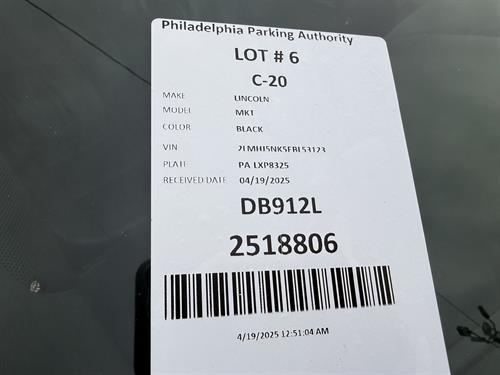 Philadelphia Parking Authority
LOT # 6
C-20
MAKE LINCOLN
MODEL MKT
COLOR BLACK
VIN 2LMHJ5NK5FBL53123
PLATE PA LXP8325
RECEIVED DATE 04/19/2025
DB912L
2518806
4/19/2025 12:51:04 AM